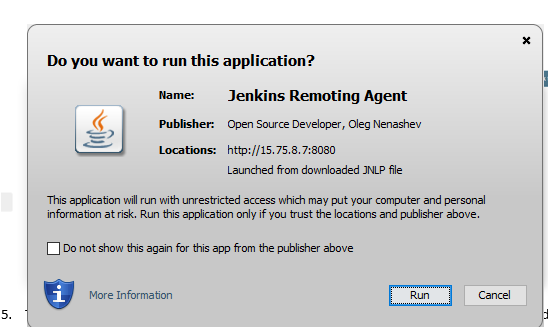 Do you want to run this application?
Name: Jenkins Remoting Agent
Publisher: Open Source Developer, Oleg Nenashev
Locations: http://15.75.8.7:8080
Launched from downloaded JNLP file
This application will run with unrestricted access which may put your computer and personal
information at risk. Run this application only if you trust the locations and publisher above.
Do not show this again for this app from the publisher above
More Information
Run
Cancel
5.